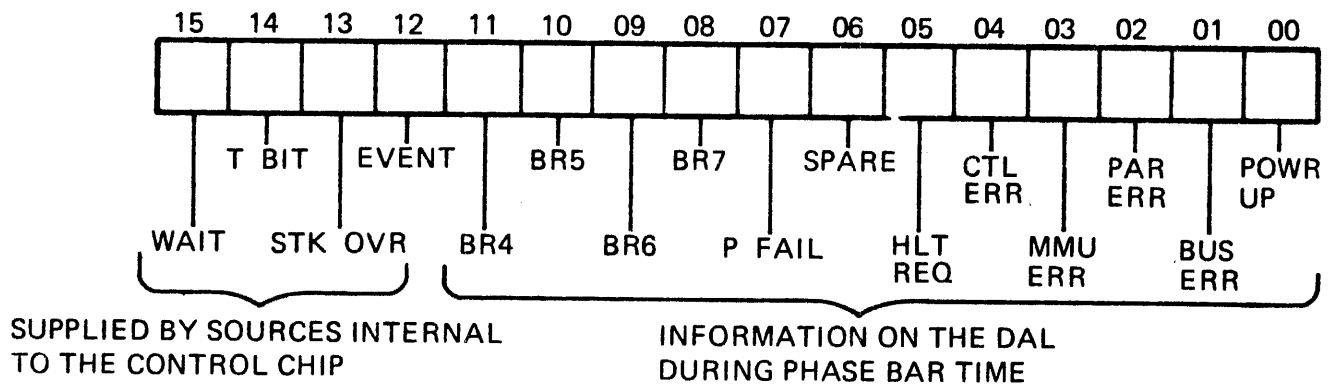 15 14 13 12 11 10 09 08 07 06 05 04 03 02 01 00
T BIT EVENT BR5 BR7 SPARE CTL ERR PAR ERR POWR UP
WAIT STK OVR BR4 BR6 P FAIL HLT REQ MMU ERR BUS ERR
SUPPLIED BY SOURCES INTERNAL
TO THE CONTROL CHIP
INFORMATION ON THE DAL
DURING PHASE BAR TIME